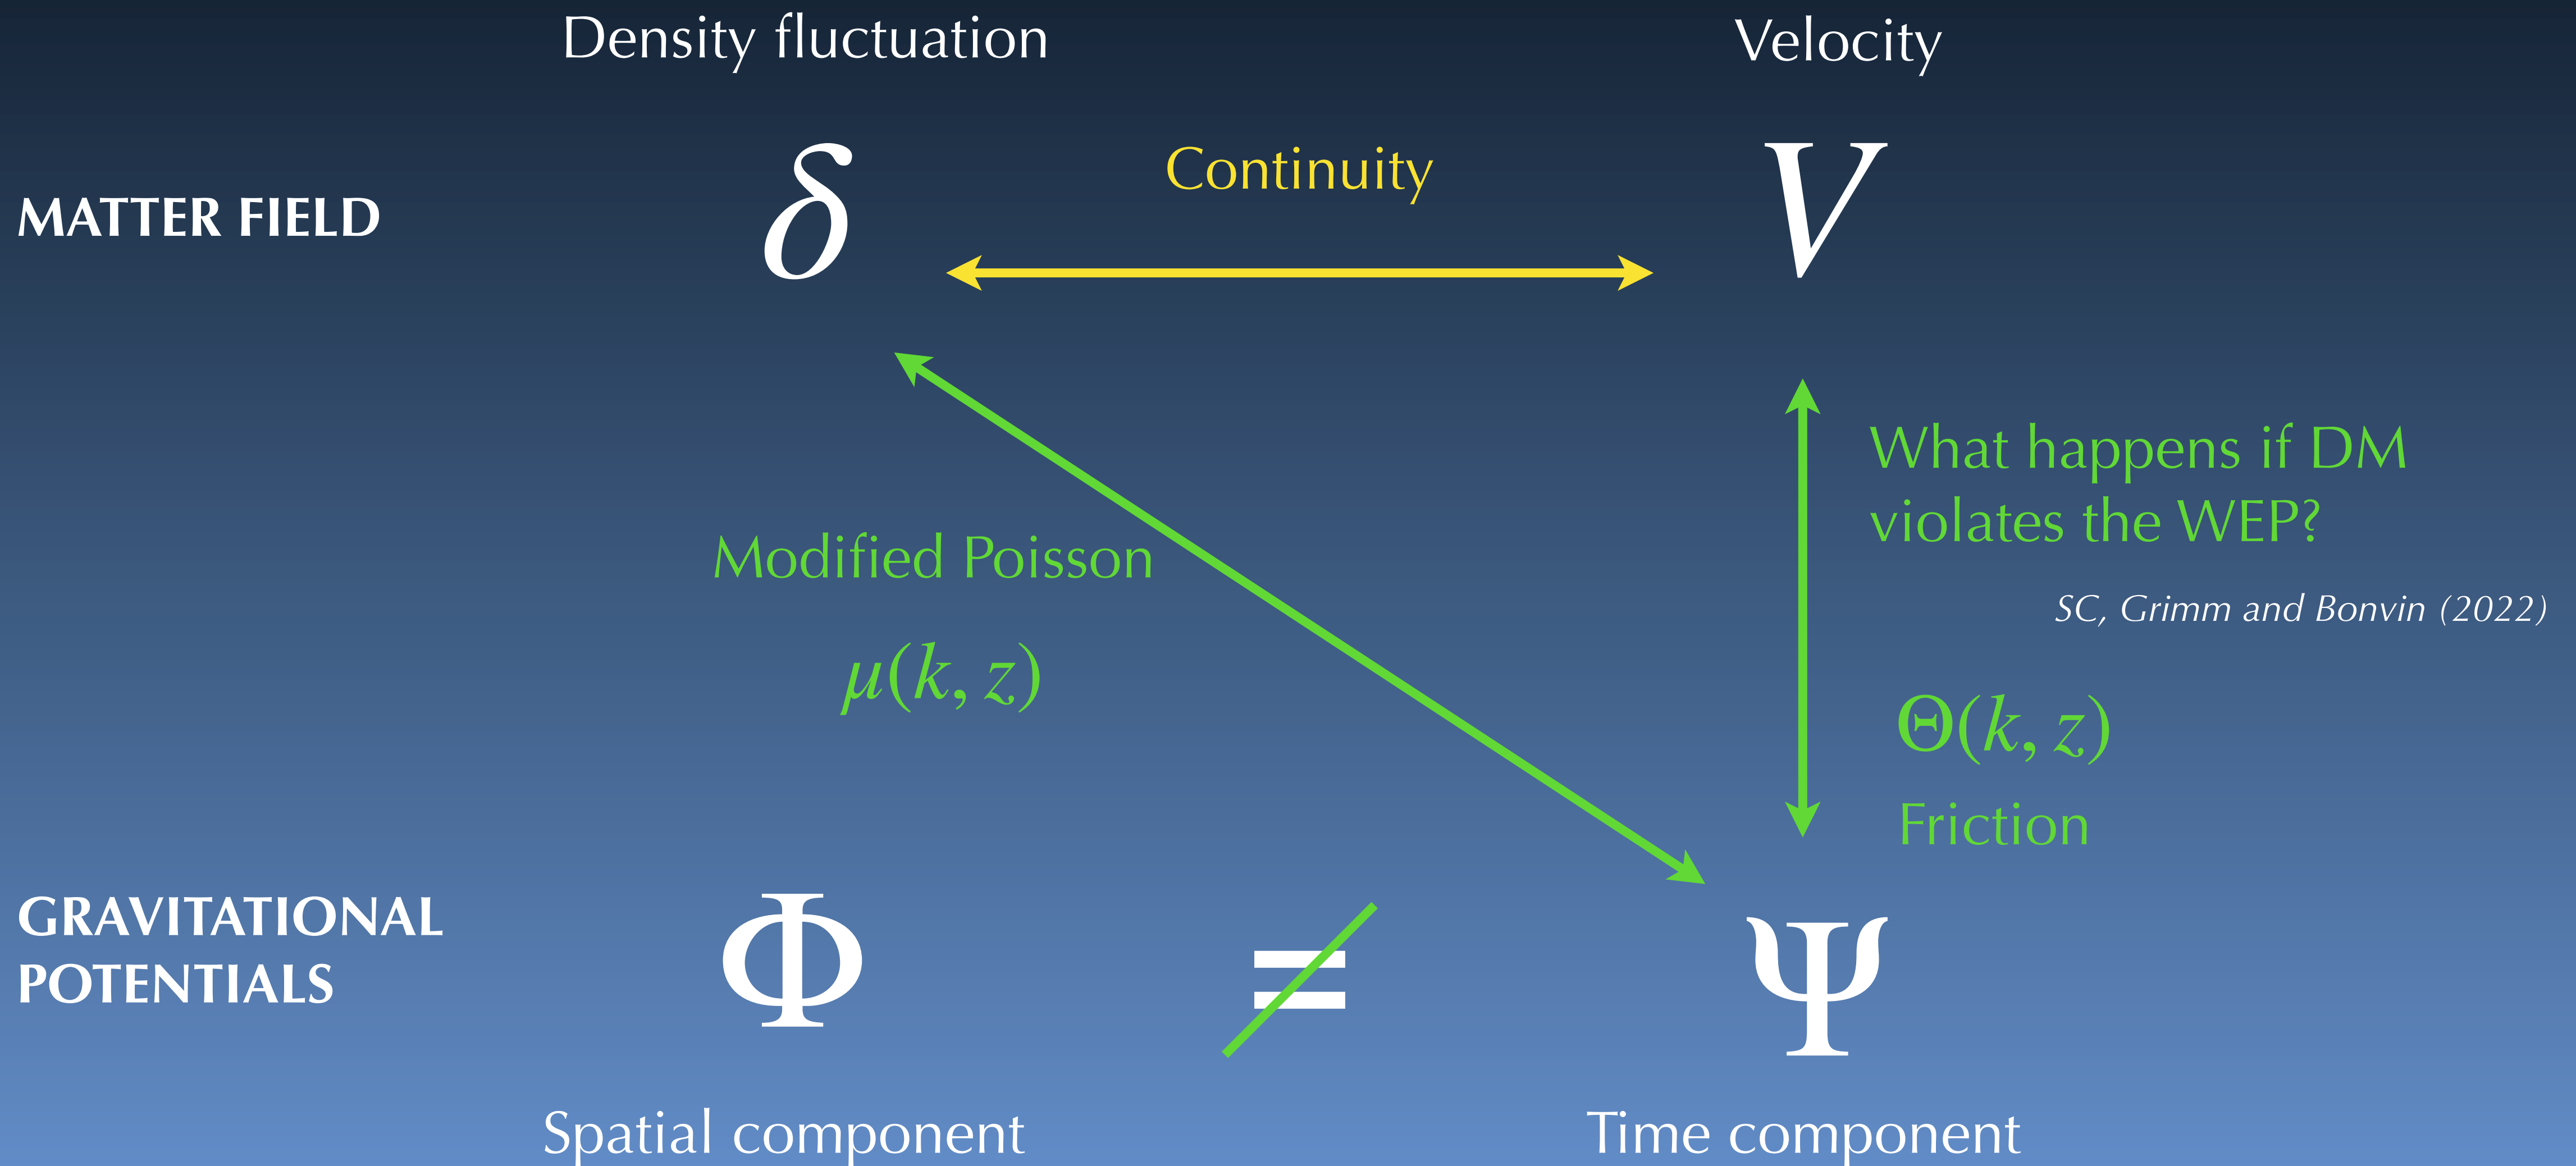 Density fluctuation
Velocity
MATTER FIELD
δ
Continuity
V
What happens if DM
violates the WEP?
SC, Grimm and Bonvin (2022)
Modified Poisson
μ(k, z)
Θ(k, z)
Friction
GRAVITATIONAL
POTENTIALS
Φ
≠
Ψ
Spatial component
Time component